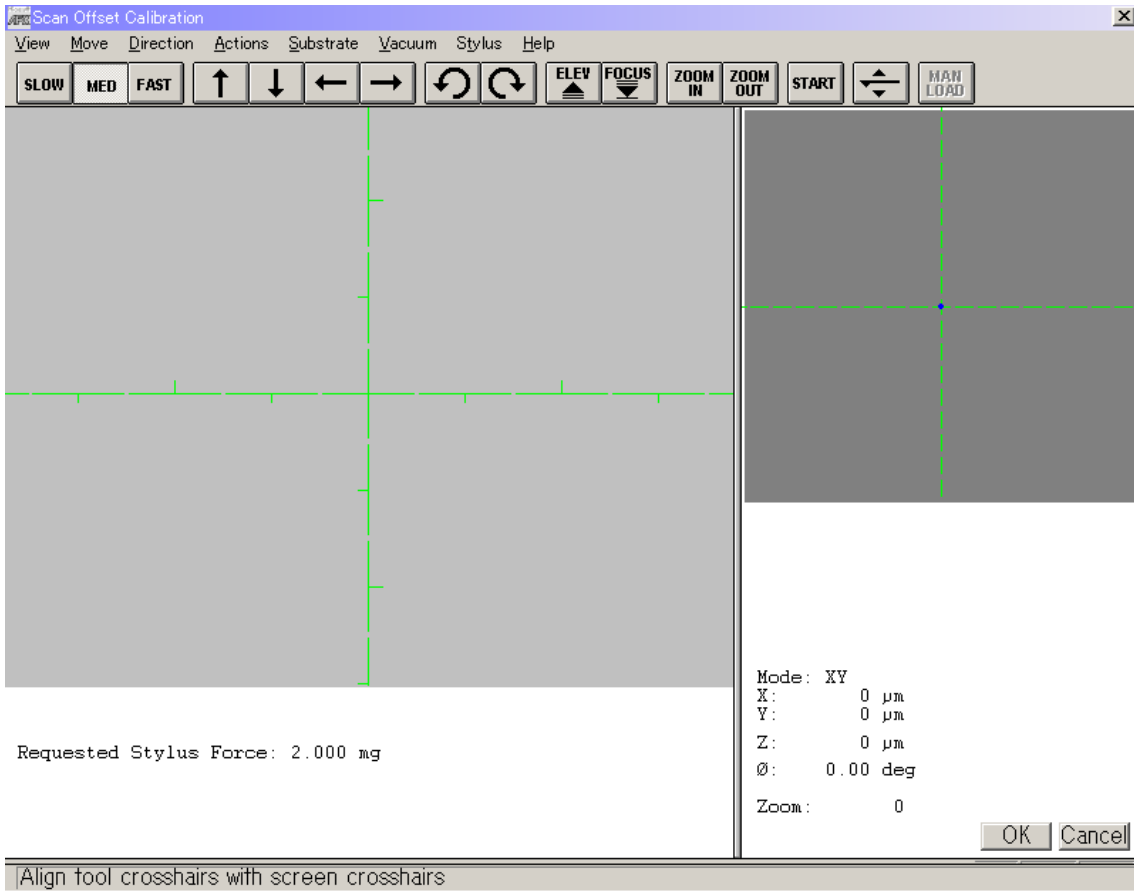 Scan Offset Calibration
View Move Direction Actions Substrate Vacuum Stylus Help
SLOW MED FAST ELEV FOCUS ZOOM IN ZOOM OUT START MAN LOAD
Mode: XY
X: 0 µm
Y: 0 µm
Z: 0 µm
Ø: 0.00 deg
Zoom: 0
Requested Stylus Force: 2.000 mg
OK Cancel
Align tool crosshairs with screen crosshairs